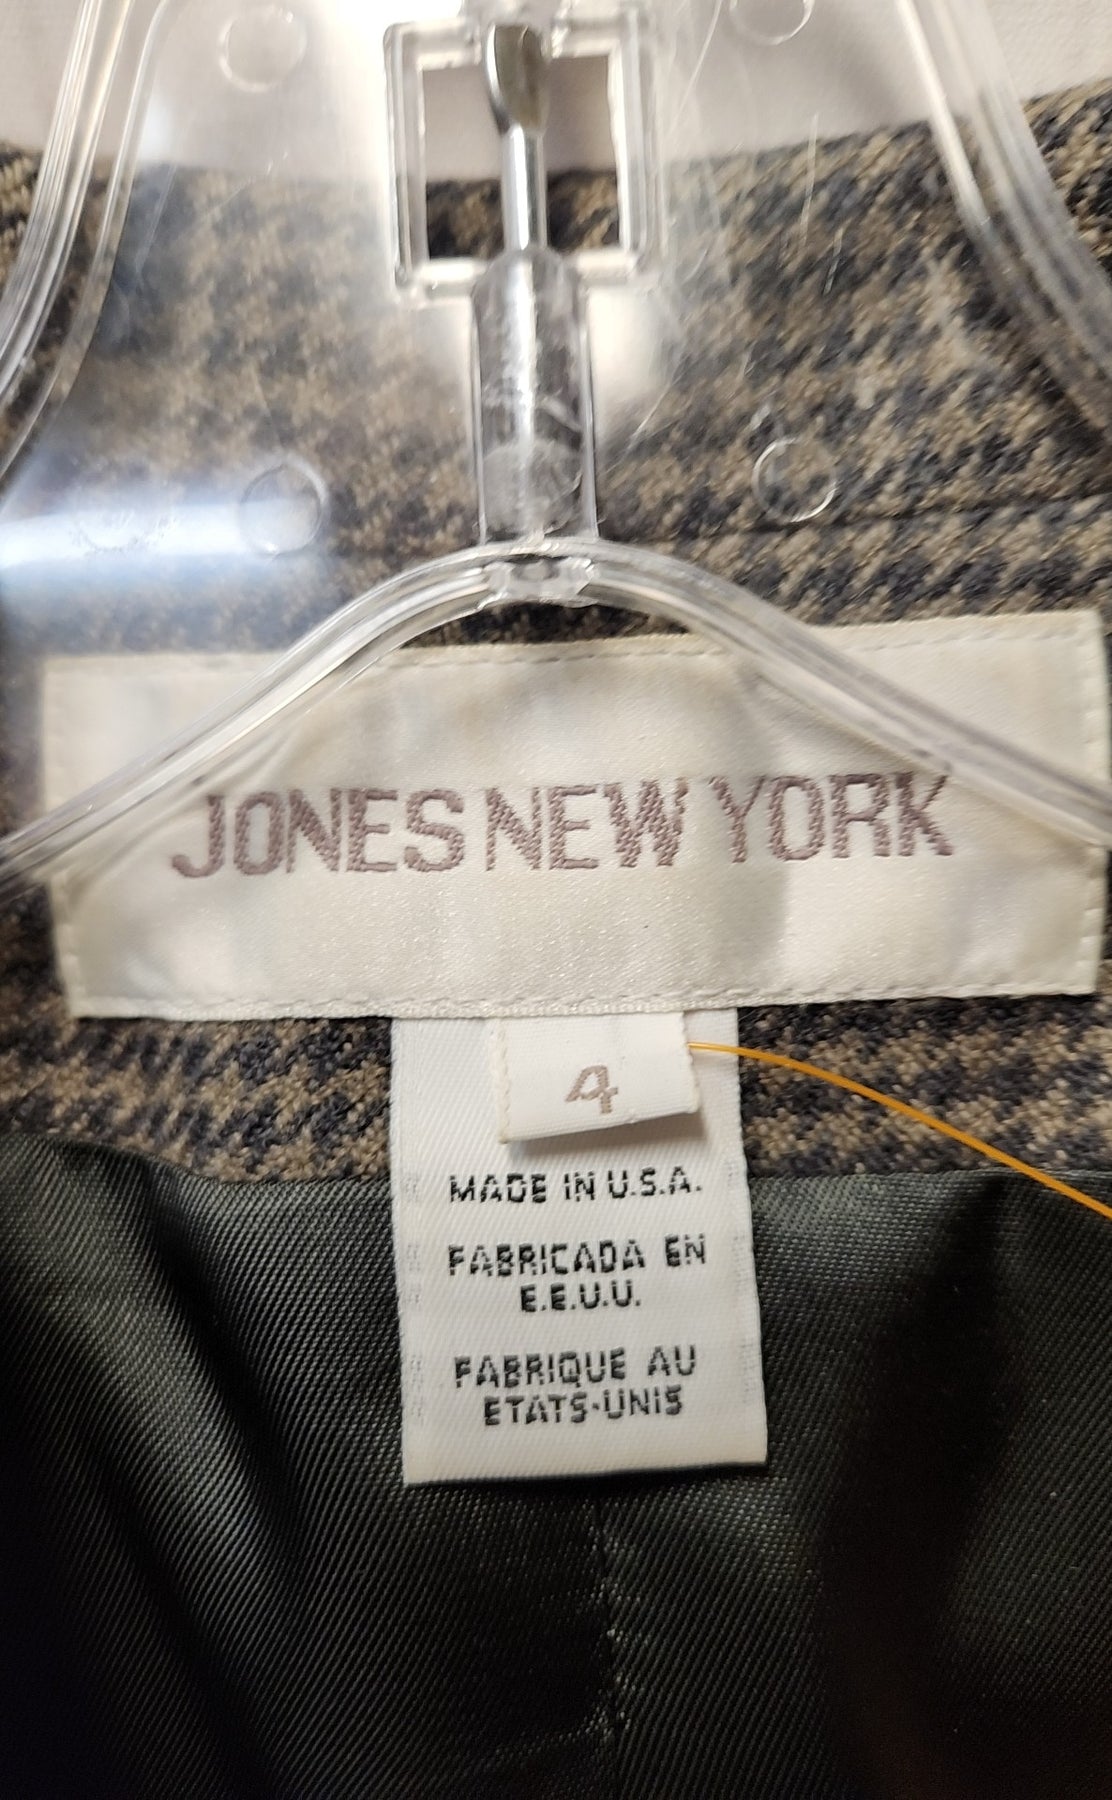 JONES NEW YORK
4
MADE IN U.S.A.
FABRICADA EN
E.E.U.U.
FABRIQUE AU
ETATS-UNIS